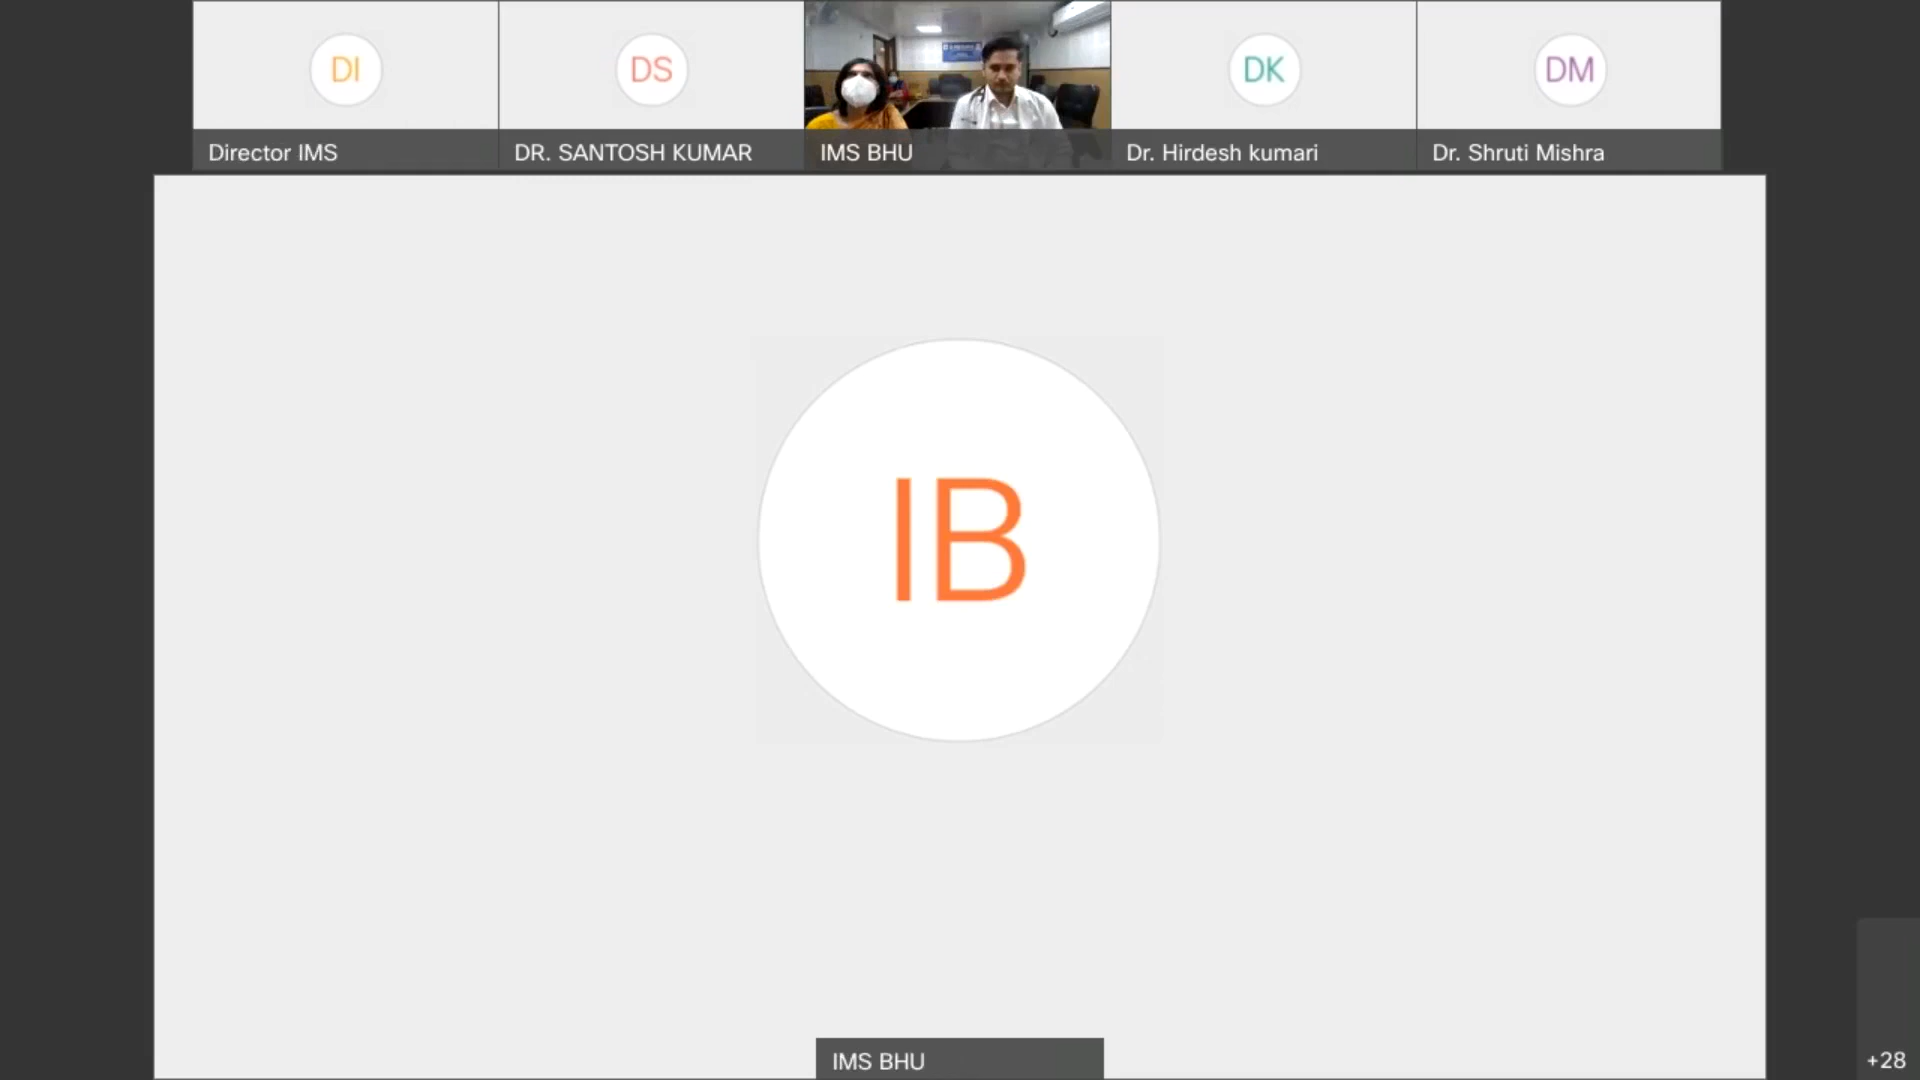 DI
DS
DK
DM
Director IMS
DR. SANTOSH KUMAR
IMS BHU
Dr. Hirdesh kumari
Dr. Shruti Mishra
IB
IMS BHU
+28